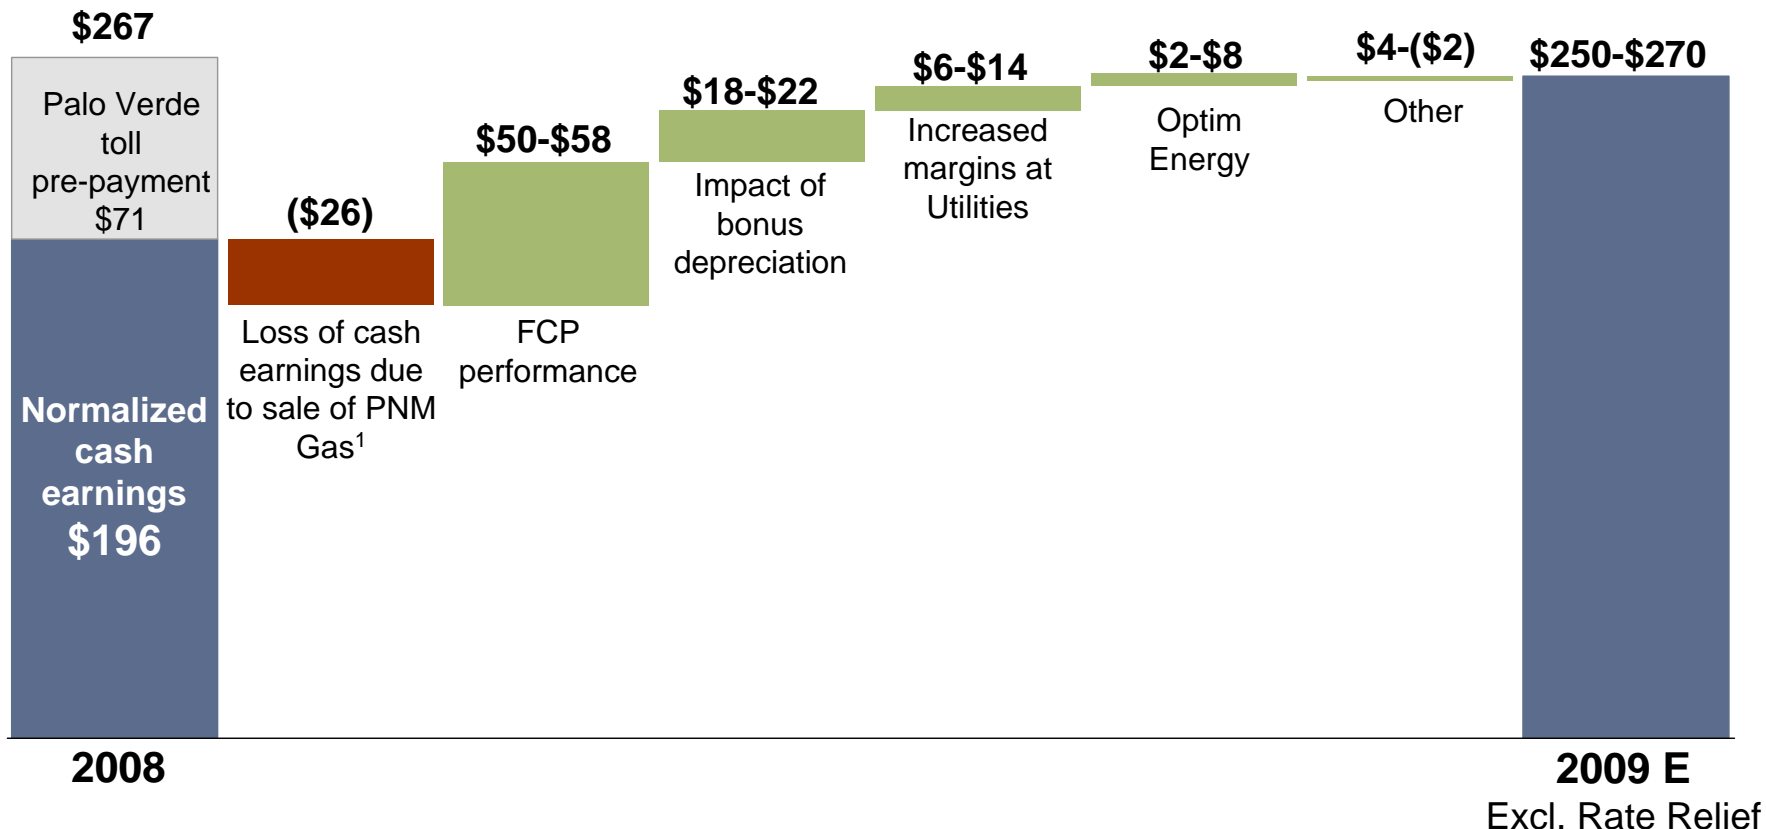 $267
Palo Verde
toll
pre-payment
$71
Normalized
cash
earnings
$196
2008
($26)
Loss of cash
earnings due
to sale of PNM
Gas¹
$50-$58
FCP
performance
$18-$22
Impact of
bonus
depreciation
$6-$14
Increased
margins at
Utilities
$2-$8
Optim
Energy
$4-($2)
Other
$250-$270
2009 E
Excl. Rate Relief